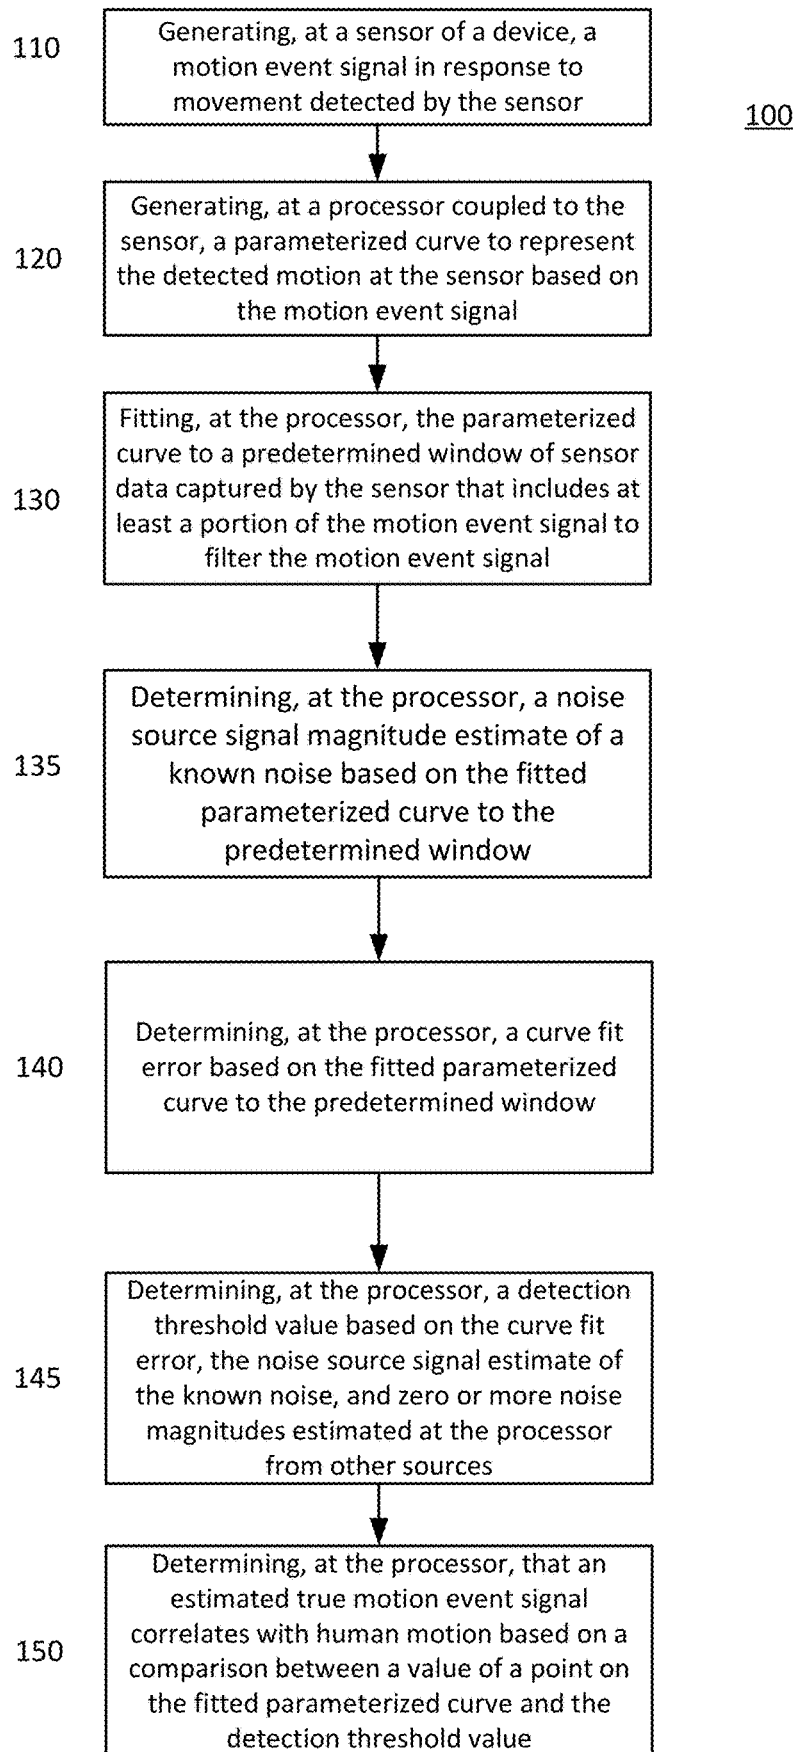 110
Generating, at a sensor of a device, a
motion event signal in response to
movement detected by the sensor
100
120
Generating, at a processor coupled to the
sensor, a parameterized curve to represent
the detected motion at the sensor based on
the motion event signal
130
Fitting, at the processor, the parameterized
curve to a predetermined window of sensor
data captured by the sensor that includes at
least a portion of the motion event signal to
filter the motion event signal
135
Determining, at the processor, a noise
source signal magnitude estimate of a
known noise based on the fitted
parameterized curve to the
predetermined window
140
Determining, at the processor, a curve fit
error based on the fitted parameterized
curve to the predetermined window
145
Determining, at the processor, a detection
threshold value based on the curve fit
error, the noise source signal estimate of
the known noise, and zero or more noise
magnitudes estimated at the processor
from other sources
150
Determining, at the processor, that an
estimated true motion event signal
correlates with human motion based on a
comparison between a value of a point on
the fitted parameterized curve and the
detection threshold value